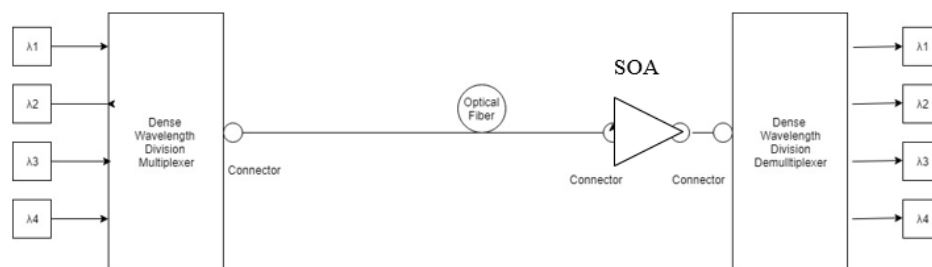 λ1
λ2
λ3
λ4
Dense
Wavelength
Division
Multiplexer
Connector
Optical
Fiber
SOA
Connector
Connector
Dense
Wavelength
Division
Demulltiplexer
λ1
λ2
λ3
λ4